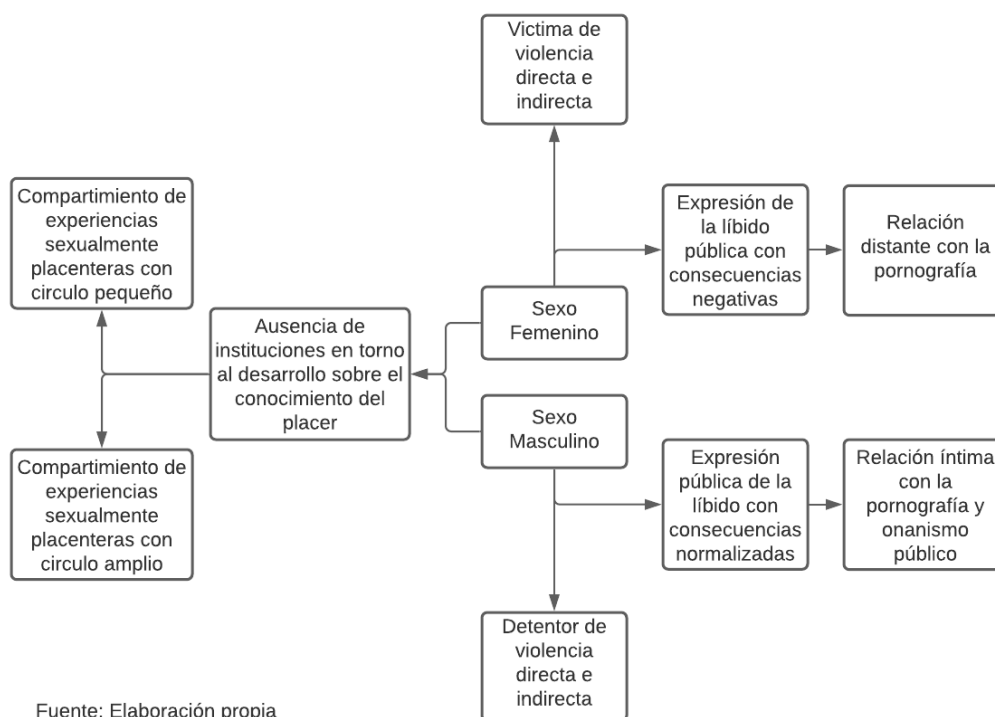 Victima de
violencia
directa e
indirecta
Compartimiento de
experiencias
sexualmente
placenteras con
circulo pequeño
Expresión de
la líbido
pública con
consecuencias
negativas
Relación
distante con la
pornografía
Ausencia de
instituciones en torno
al desarrollo sobre el
conocimiento del
placer
Sexo
Femenino
Sexo
Masculino
Compartimiento de
experiencias
sexualmente
placenteras con
circulo amplio
Expresión
pública de la
líbido con
consecuencias
normalizadas
Relación íntima
con la
pornografía y
onanismo
público
Detentor de
violencia
directa e
indirecta
Fuente: Elaboración propia